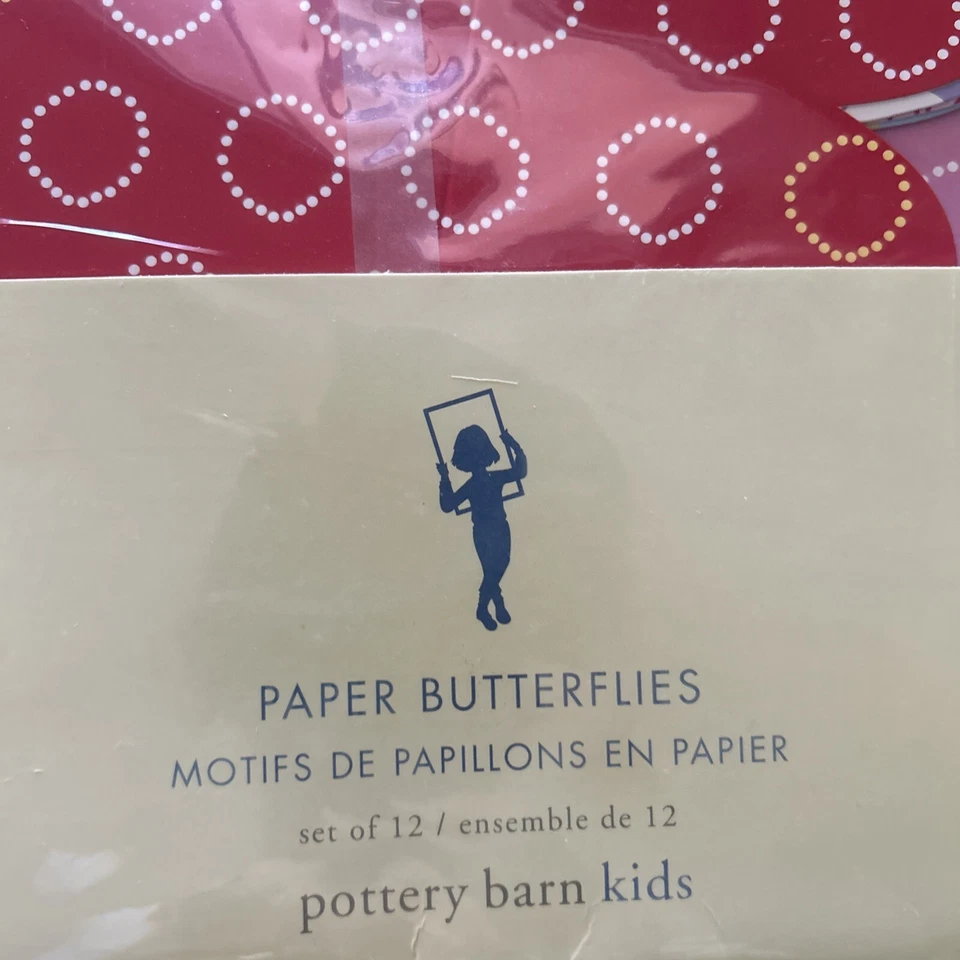 PAPER BUTTERFLIES
MOTIFS DE PAPILLONS EN PAPIER
set of 12 / ensemble de 12
pottery barn kids